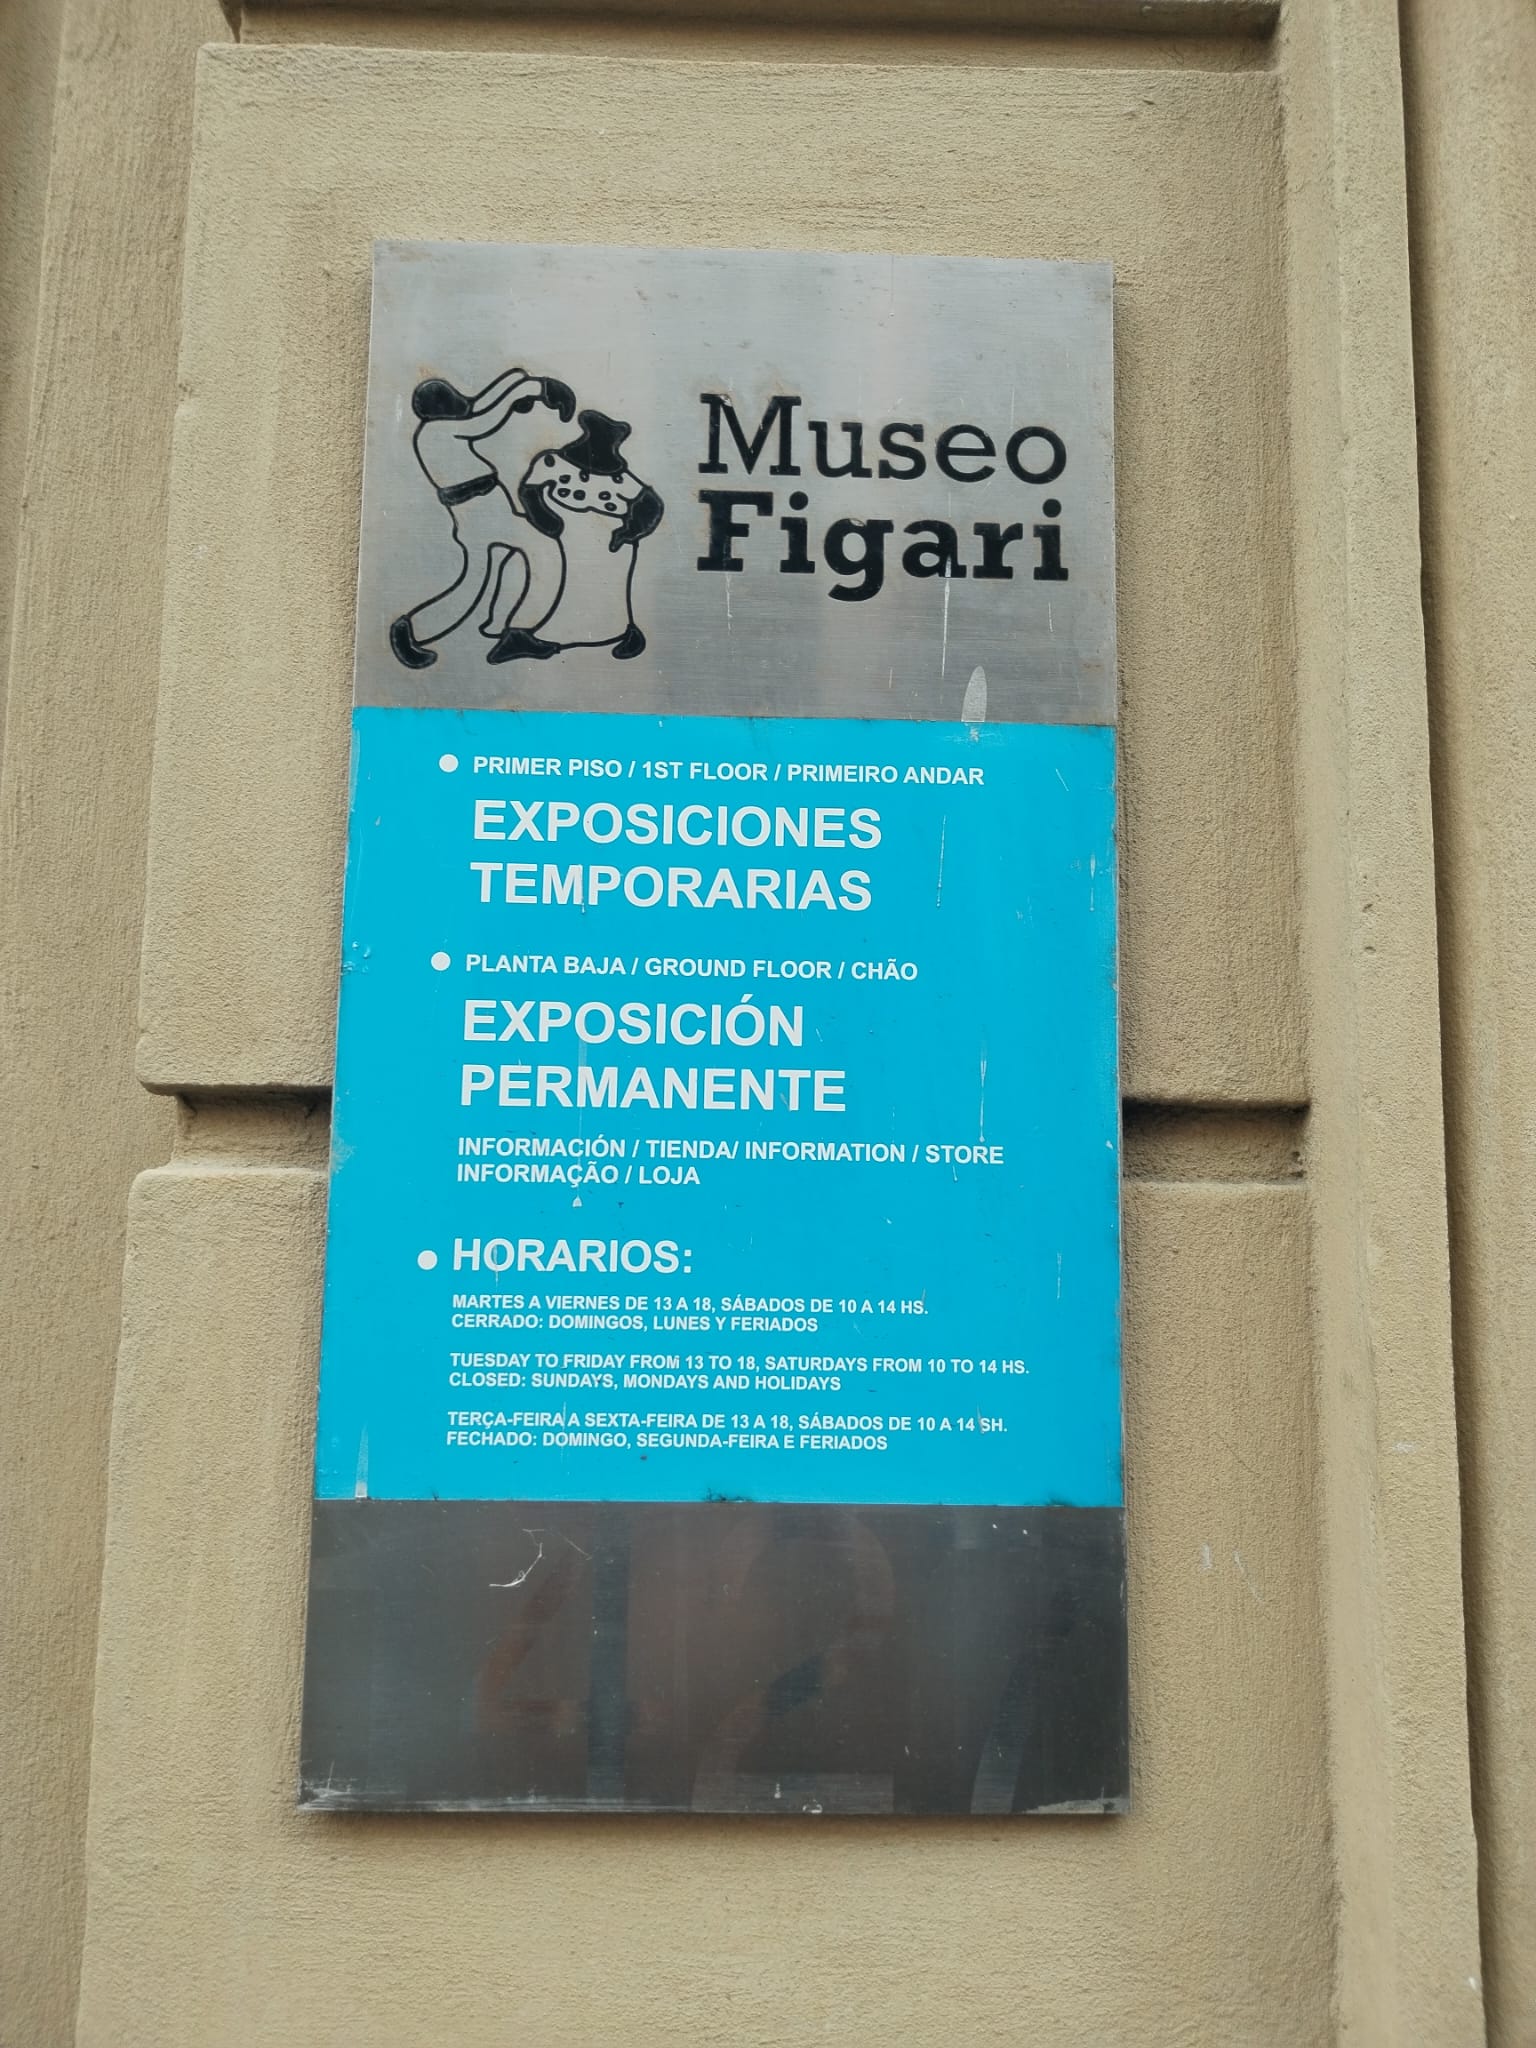 Museo
Figari
PRIMER PISO / 1ST FLOOR / PRIMEIRO ANDAR
EXPOSICIONES
TEMPORARIAS
PLANTA BAJA / GROUND FLOOR / CHÃO
EXPOSICIÓN
PERMANENTE
INFORMACIÓN / TIENDA/ INFORMATION / STORE
INFORMAÇÃO / LOJA
HORARIOS:
MARTES A VIERNES DE 13 A 18, SÁBADOS DE 10 A 14 HS.
CERRADO: DOMINGOS, LUNES Y FERIADOS
TUESDAY TO FRIDAY FROM 13 TO 18, SATURDAYS FROM 10 TO 14 HS.
CLOSED: SUNDAYS, MONDAYS AND HOLIDAYS
TERÇA-FEIRA A SEXTA-FEIRA DE 13 A 18, SÁBADOS DE 10 A 14 SH.
FECHADO: DOMINGO, SEGUNDA-FEIRA E FERIADOS